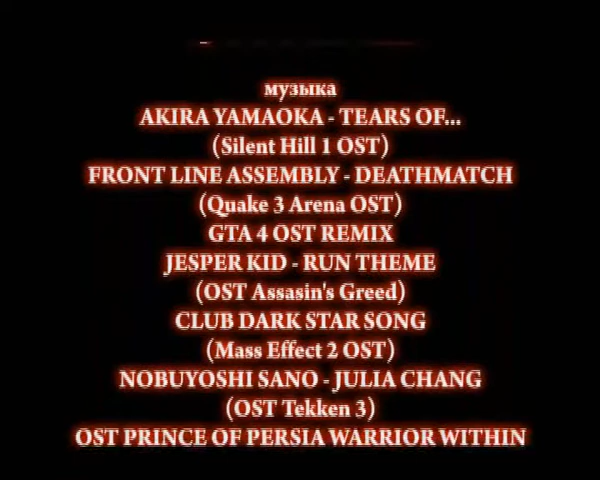 музыка
AKIRA YAMAOKA - TEARS OF...
(Silent Hill 1 OST)
FRONT LINE ASSEMBLY - DEATHMATCH
(Quake 3 Arena OST)
GTA 4 OST REMIX
JESPER KID - RUN THEME
(OST Assasin's Greed)
CLUB DARK STAR SONG
(Mass Effect 2 OST)
NOBUYOSHI SANO - JULIA CHANG
(OST Tekken 3)
OST PRINCE OF PERSIA WARRIOR WITHIN